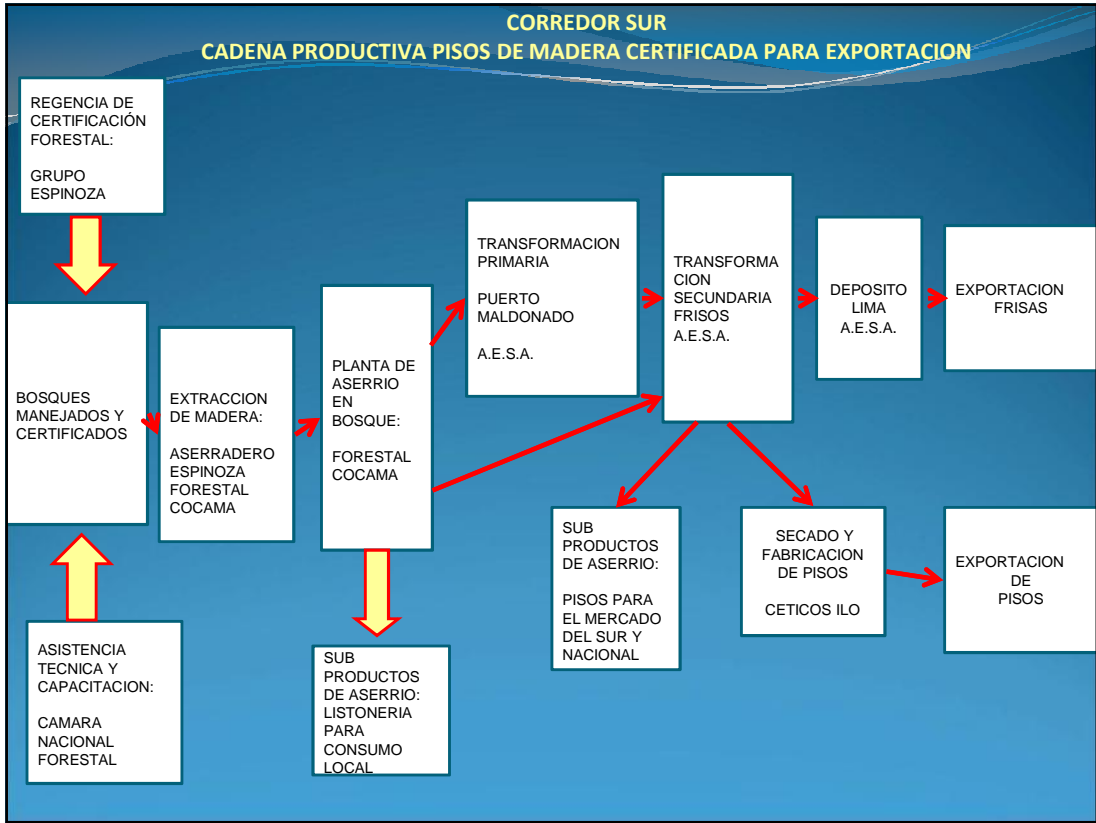 CORREDOR SUR
CADENA PRODUCTIVA PISOS DE MADERA CERTIFICADA PARA EXPORTACION
REGENCIA DE
CERTIFICACIÓN
FORESTAL:
GRUPO
ESPINOZA
BOSQUES
MANEJADOS Y
CERTIFICADOS
ASISTENCIA
TECNICA Y
CAPACITACION:
CAMARA
NACIONAL
FORESTAL
EXTRACCION
DE MADERA:
ASERRADERO
ESPINOZA
FORESTAL
COCAMA
PLANTA DE
ASERRIO
EN
BOSQUE:
FORESTAL
COCAMA
SUB
PRODUCTOS
DE ASERRIO:
LISTONERIA
PARA
CONSUMO
LOCAL
TRANSFORMACION
PRIMARIA
PUERTO
MALDONADO
A.E.S.A.
TRANSFORMA
CION
SECUNDARIA
FRISOS
A.E.S.A.
DEPOSITO
LIMA
A.E.S.A.
EXPORTACION
FRISAS
SUB
PRODUCTOS
DE ASERRIO:
PISOS PARA
EL MERCADO
DEL SUR Y
NACIONAL
SECADO Y
FABRICACION
DE PISOS
CETICOS ILO
EXPORTACION
DE
PISOS